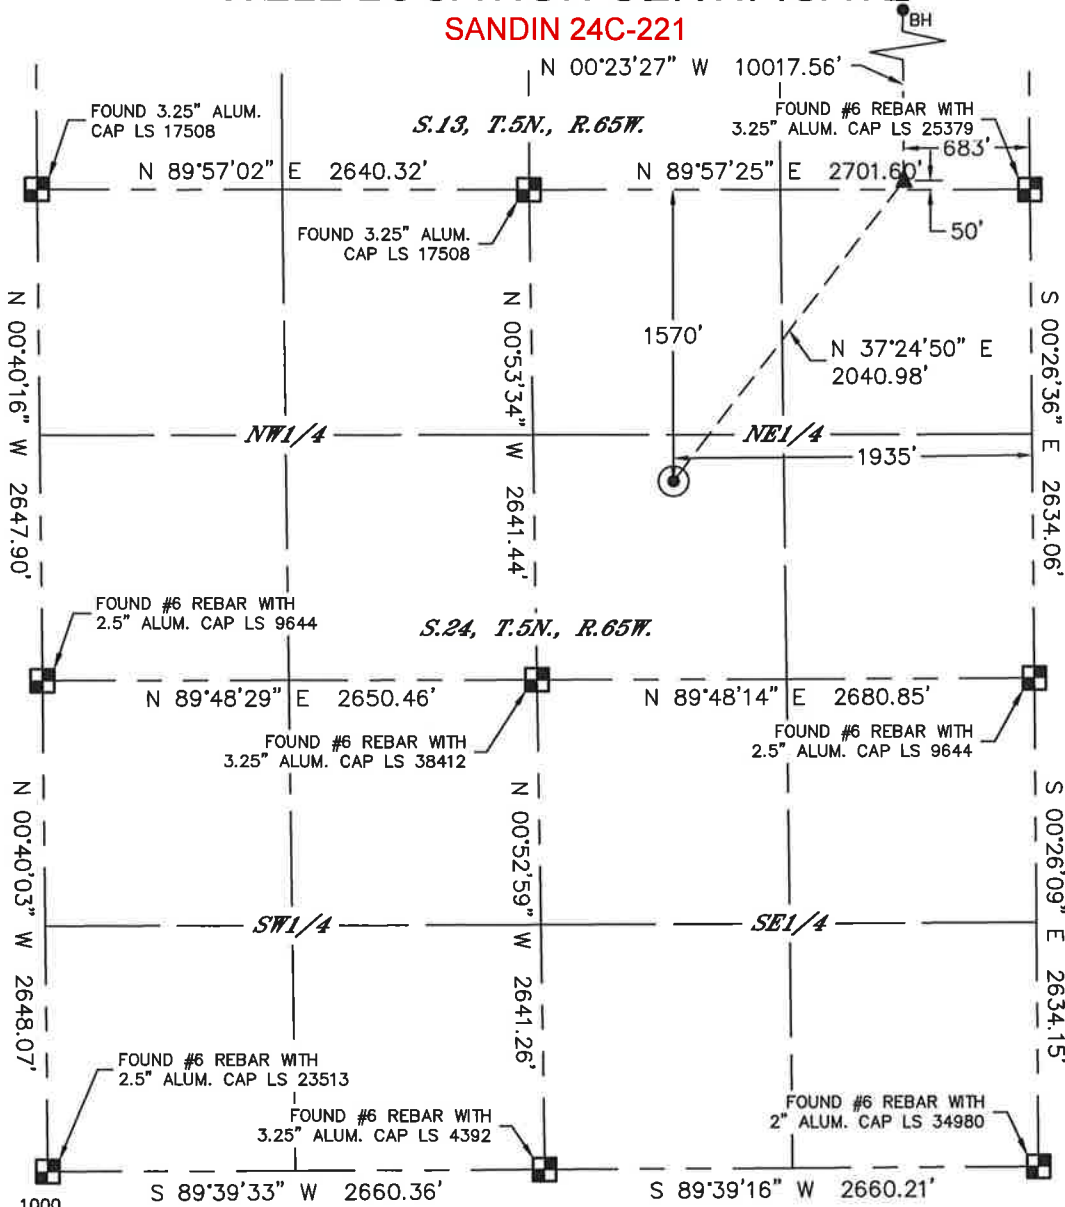 SANDIN 24C-221
BH
N 00°23'27" W 10017.56'
FOUND 3.25" ALUM.
CAP LS 17508
S.13, T.5N., R.65W.
FOUND #6 REBAR WITH
3.25" ALUM. CAP LS 25379
683'
N 89°57'02" E 2640.32'
N 89°57'25" E 2701.60'
FOUND 3.25" ALUM.
CAP LS 17508
50'
N 00°40'16" W 2647.90'
N 00°53'34" W 2641.44'
1570'
N 37°24'50" E
2040.98'
S 00°26'36" E 2634.06'
NW1/4
NE1/4
1935'
FOUND #6 REBAR WITH
2.5" ALUM. CAP LS 9644
S.24, T.5N., R.65W.
N 89°48'29" E 2650.46'
N 89°48'14" E 2680.85'
FOUND #6 REBAR WITH
3.25" ALUM. CAP LS 38412
FOUND #6 REBAR WITH
2.5" ALUM. CAP LS 9644
N 00°40'03" W 2648.07'
N 00°52'59" W 2641.26'
S 00°26'09" E 2634.15'
SW1/4
SE1/4
FOUND #6 REBAR WITH
2.5" ALUM. CAP LS 23513
FOUND #6 REBAR WITH
3.25" ALUM. CAP LS 4392
FOUND #6 REBAR WITH
2" ALUM. CAP LS 34980
S 89°39'33" W 2660.36'
S 89°39'16" W 2660.21'
1000